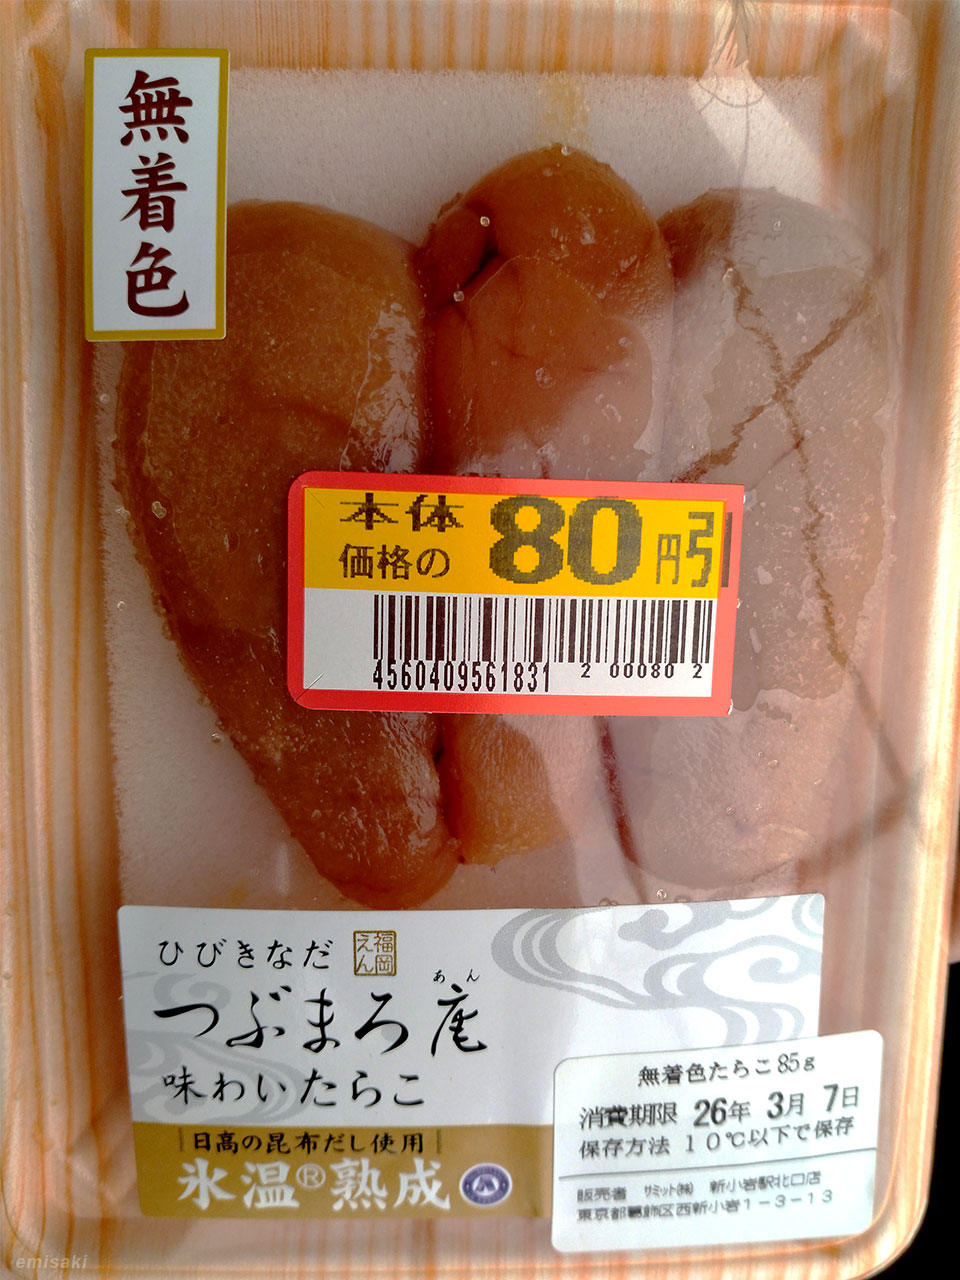 無着色
本体
価格の
80円引
4560409561831
2 00080 2
ひびきなだ
福岡
えん
あん
つぶまろ庵
味わいたらこ
日高の昆布だし使用
氷温®熟成
無着色たらこ85g
消費期限 26年 3月 7日
保存方法 10℃以下で保存
販売者 サミット㈱ 新小岩駅北口店
東京都葛飾区西新小岩1-3-13
emisaki